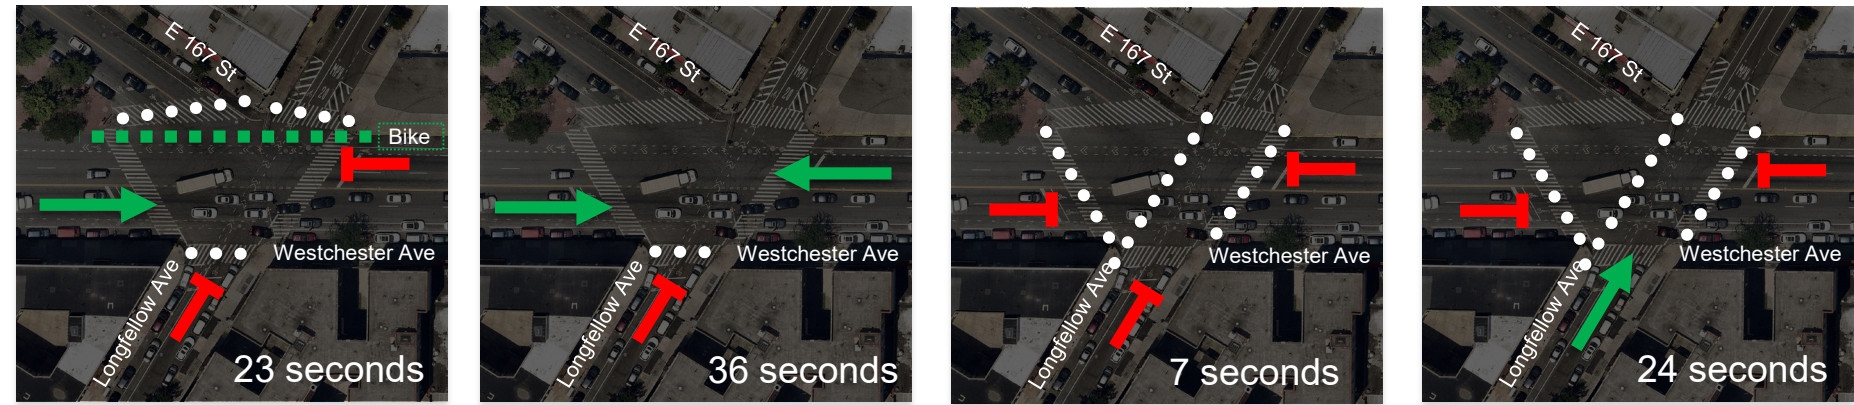 E 167 St
Bike
Westchester Ave
Longfellow Ave
23 seconds
E 167 St
Westchester Ave
Longfellow Ave
36 seconds
E 167 St
Westchester Ave
Longfellow Ave
7 seconds
E 167 St
Westchester Ave
Longfellow Ave
24 seconds